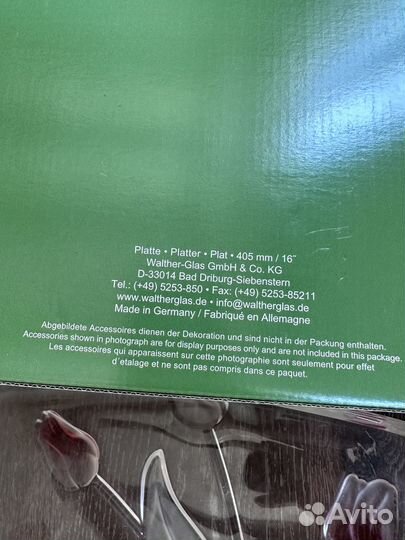 Platte • Platter • Plat • 405 mm / 16"
Walther-Glas GmbH & Co. KG
D-33014 Bad Driburg-Siebenstern
Tel.: (+49) 5253-850 • Fax: (+49) 5253-85211
www.waltherglas.de • info@waltherglas.de
Made in Germany / Fabriqué en Allemagne
Abgebildete Accessoires dienen der Dekoration und sind nicht in der Packung enthalten.
Accessories shown in photograph are for display purposes only and are not included in this package.
Les accessoires qui apparaissent sur cette photographie sont seulement pour effet
d´etalage et ne sont pas compris dans ce paquet.
Avito